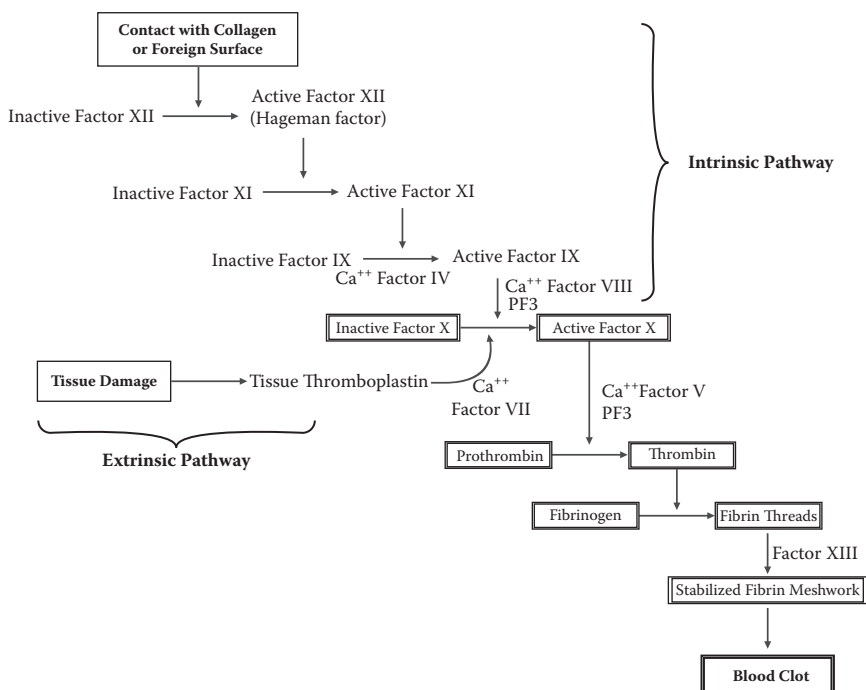 Contact with Collagen
or Foreign Surface
Inactive Factor XII
Active Factor XII
(Hageman factor)
Intrinsic Pathway
Inactive Factor XI
Active Factor XI
Inactive Factor IX
Active Factor IX
Ca++ Factor IV
Ca++ Factor VIII
PF3
Inactive Factor X
Active Factor X
Tissue Damage
Tissue Thromboplastin
Ca++
Factor VII
Ca++Factor V
PF3
Extrinsic Pathway
Prothrombin
Thrombin
Fibrinogen
Fibrin Threads
Factor XIII
Stabilized Fibrin Meshwork
Blood Clot